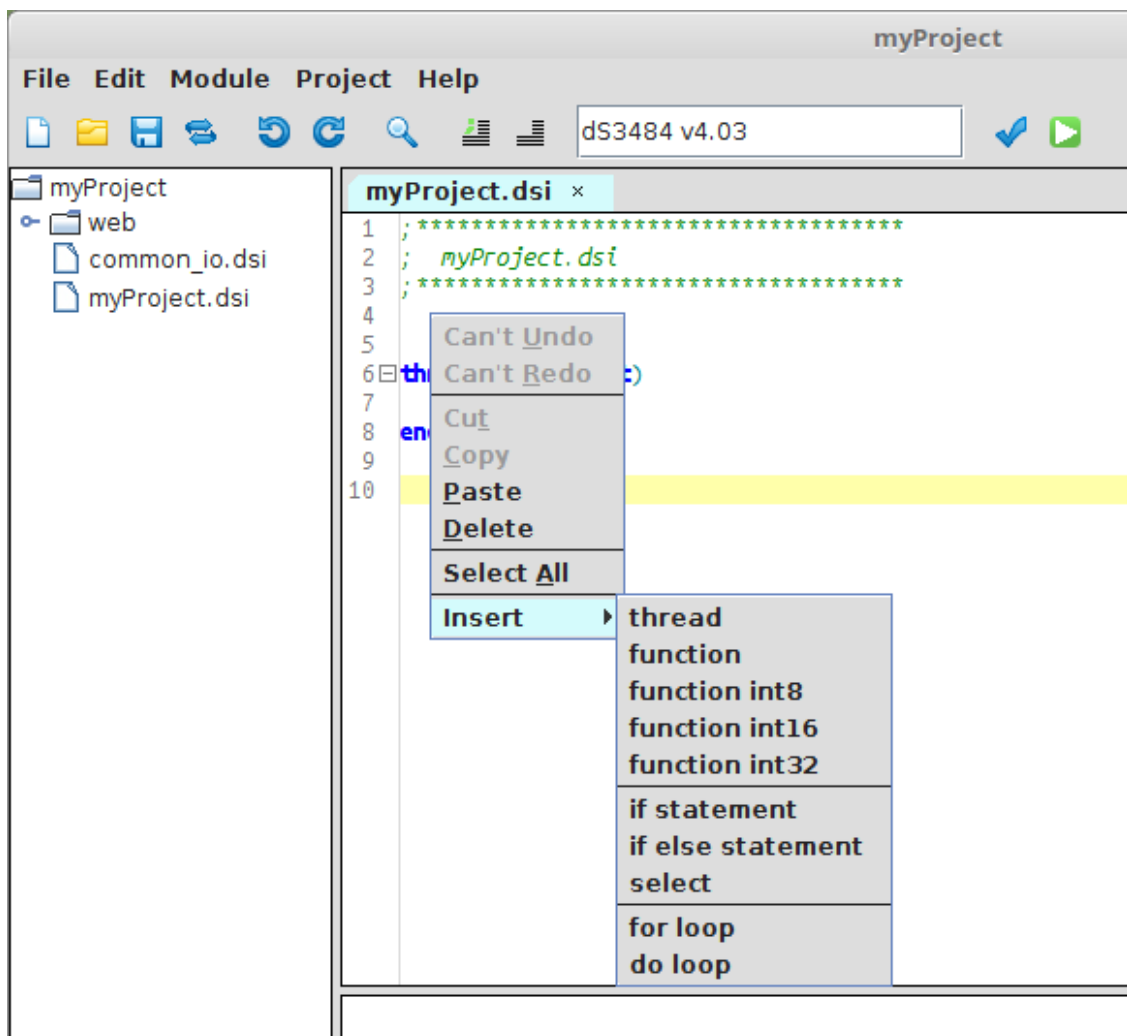 myProject
File Edit Module Project Help
dS3484 v4.03
myProject
web
common_io.dsi
myProject.dsi
myProject.dsi ×
1 ;************************************
2 ;  myProject.dsi
3 ;************************************
4
5
6
7
8
9
10
Can't Undo
Can't Redo
Cut
Copy
Paste
Delete
Select All
Insert
thread
function
function int8
function int16
function int32
if statement
if else statement
select
for loop
do loop